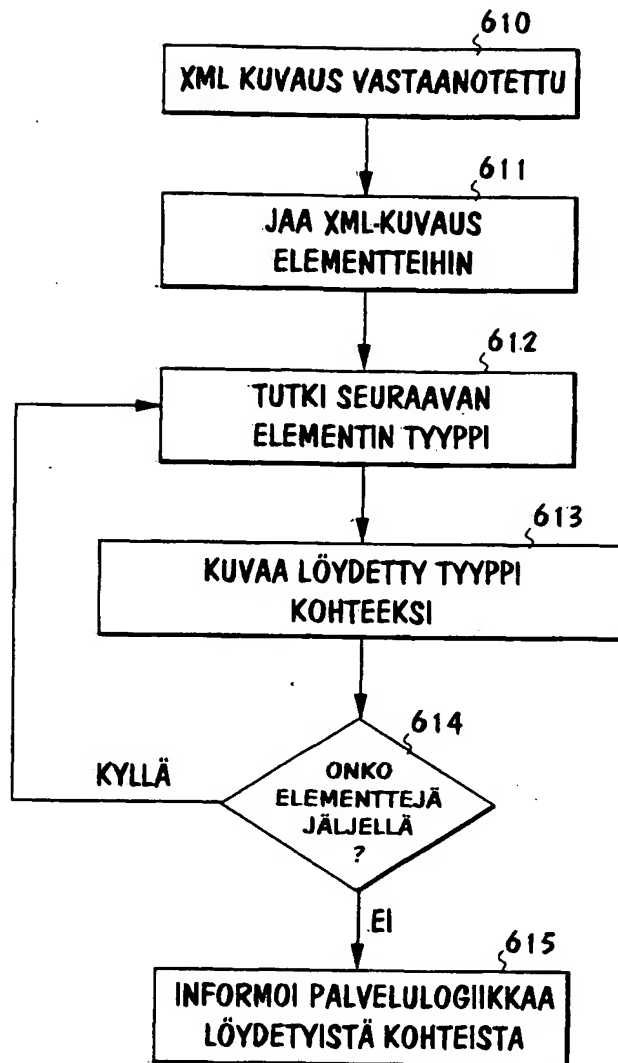 610
XML KUVAUS VASTAANOTETTU
611
JAA XML-KUVAUS
ELEMENTTEIHIN
612
TUTKI SEURAAVAN
ELEMENTIN TYYPPI
613
KUVAA LÖYDETTY TYYPPI
KOHTEEKSI
614
KYLLÄ
ONKO
ELEMENTTEJÄ
JÄLJELLÄ
?
EI
615
INFORMOI PALVELULOGIIKKAA
LÖYDETYISTÄ KOHTEISTA